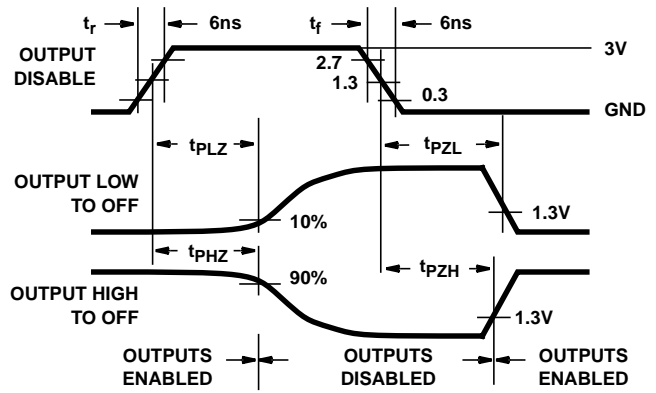 tr 6ns tf 6ns
OUTPUT
DISABLE
3V
2.7
1.3
0.3
GND
tPLZ tPZL
OUTPUT LOW
TO OFF
10%
1.3V
tPHZ tPZH
OUTPUT HIGH
TO OFF
90%
1.3V
OUTPUTS
ENABLED
OUTPUTS
DISABLED
OUTPUTS
ENABLED